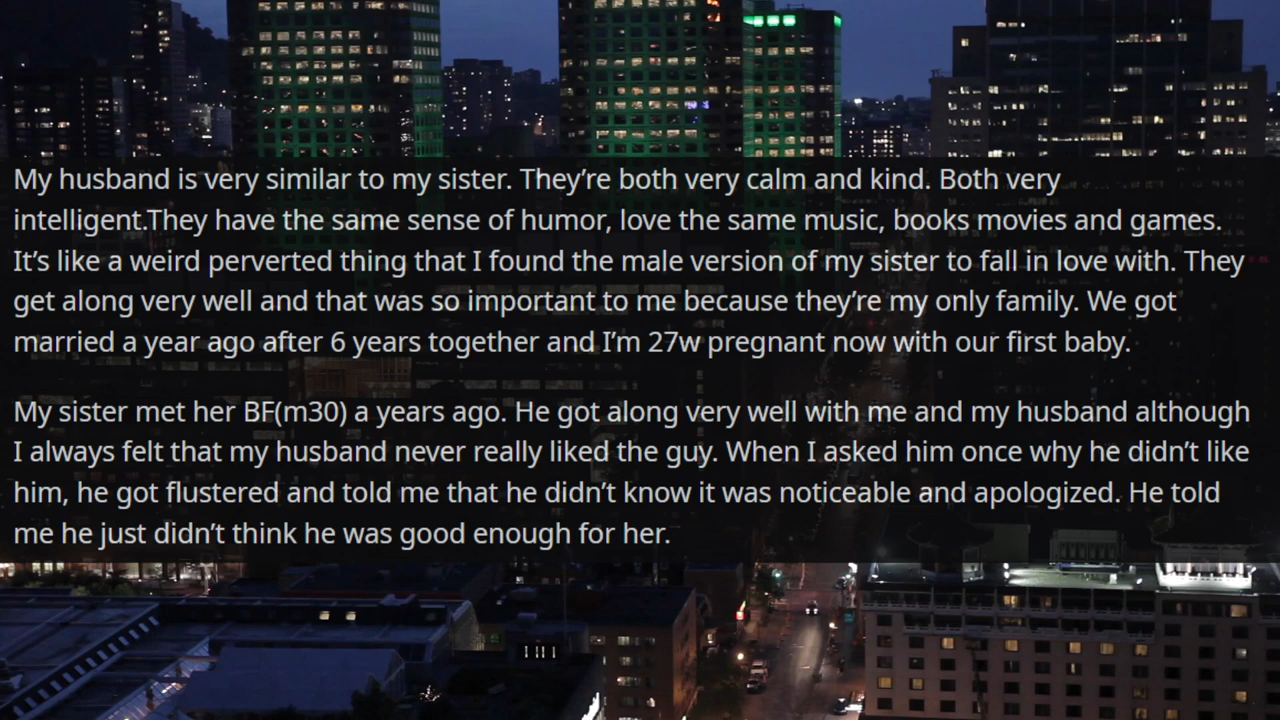 My husband is very similar to my sister. They’re both very calm and kind. Both very
intelligent.They have the same sense of humor, love the same music, books movies and games.
It’s like a weird perverted thing that I found the male version of my sister to fall in love with. They
get along very well and that was so important to me because they’re my only family. We got
married a year ago after 6 years together and I’m 27w pregnant now with our first baby.
My sister met her BF(m30) a years ago. He got along very well with me and my husband although
I always felt that my husband never really liked the guy. When I asked him once why he didn’t like
him, he got flustered and told me that he didn’t know it was noticeable and apologized. He told
me he just didn’t think he was good enough for her.